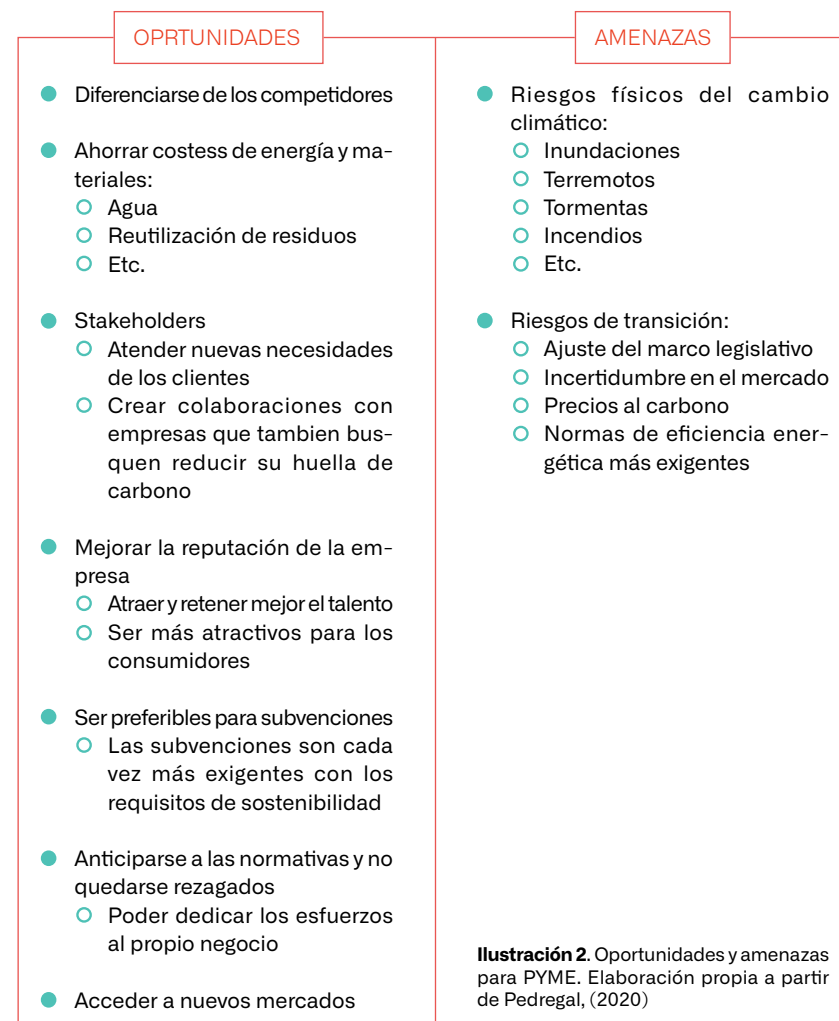 OPRTUNIDADES
Diferenciarse de los competidores
Ahorrar costess de energía y ma-
teriales:
Agua
Reutilización de residuos
Etc.
Stakeholders
Atender nuevas necesidades
de los clientes
Crear colaboraciones con
empresas que tambien bus-
quen reducir su huella de
carbono
Mejorar la reputación de la em-
presa
Atraer y retener mejor el talento
Ser más atractivos para los
consumidores
Ser preferibles para subvenciones
Las subvenciones son cada
vez más exigentes con los
requisitos de sostenibilidad
Anticiparse a las normativas y no
quedarse rezagados
Poder dedicar los esfuerzos
al propio negocio
Acceder a nuevos mercados
AMENAZAS
Riesgos físicos del cambio
climático:
Inundaciones
Terremotos
Tormentas
Incendios
Etc.
Riesgos de transición:
Ajuste del marco legislativo
Incertidumbre en el mercado
Precios al carbono
Normas de eficiencia ener-
gética más exigentes
Ilustración 2. Oportunidades y amenazas
para PYME. Elaboración propia a partir
de Pedregal, (2020)